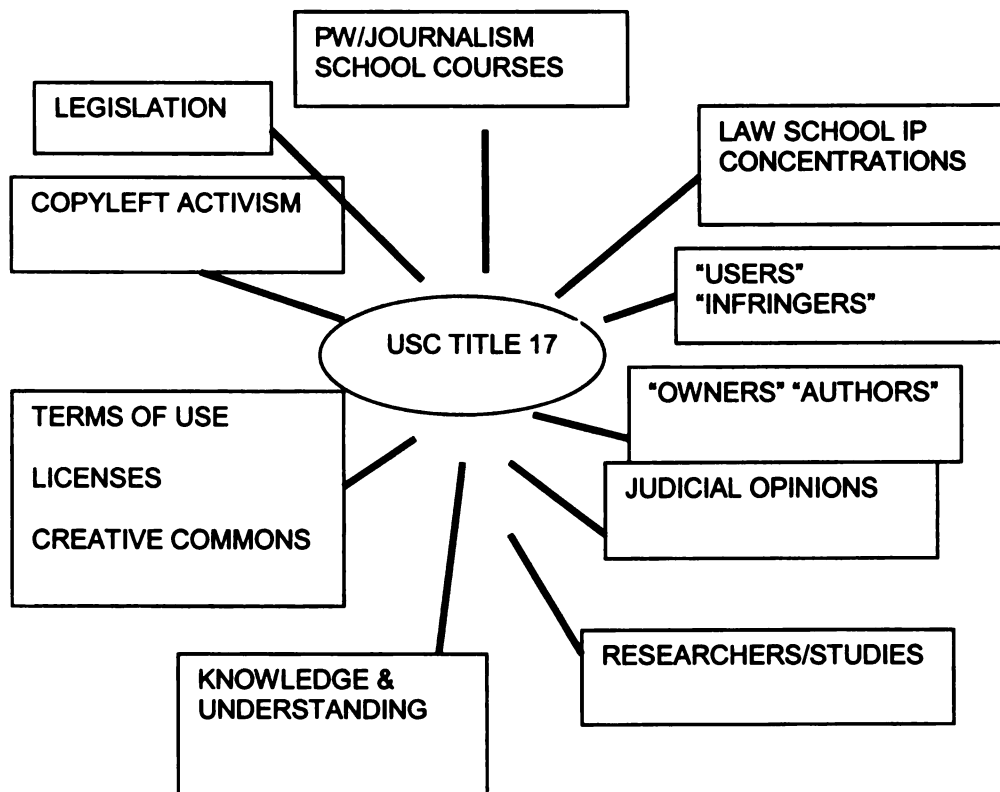 PW/JOURNALISM
SCHOOL COURSES
LEGISLATION
LAW SCHOOL IP
CONCENTRATIONS
COPYLEFT ACTIVISM
"USERS"
"INFRINGERS"
USC TITLE 17
"OWNERS" "AUTHORS"
TERMS OF USE
LICENSES
CREATIVE COMMONS
JUDICIAL OPINIONS
RESEARCHERS/STUDIES
KNOWLEDGE &
UNDERSTANDING